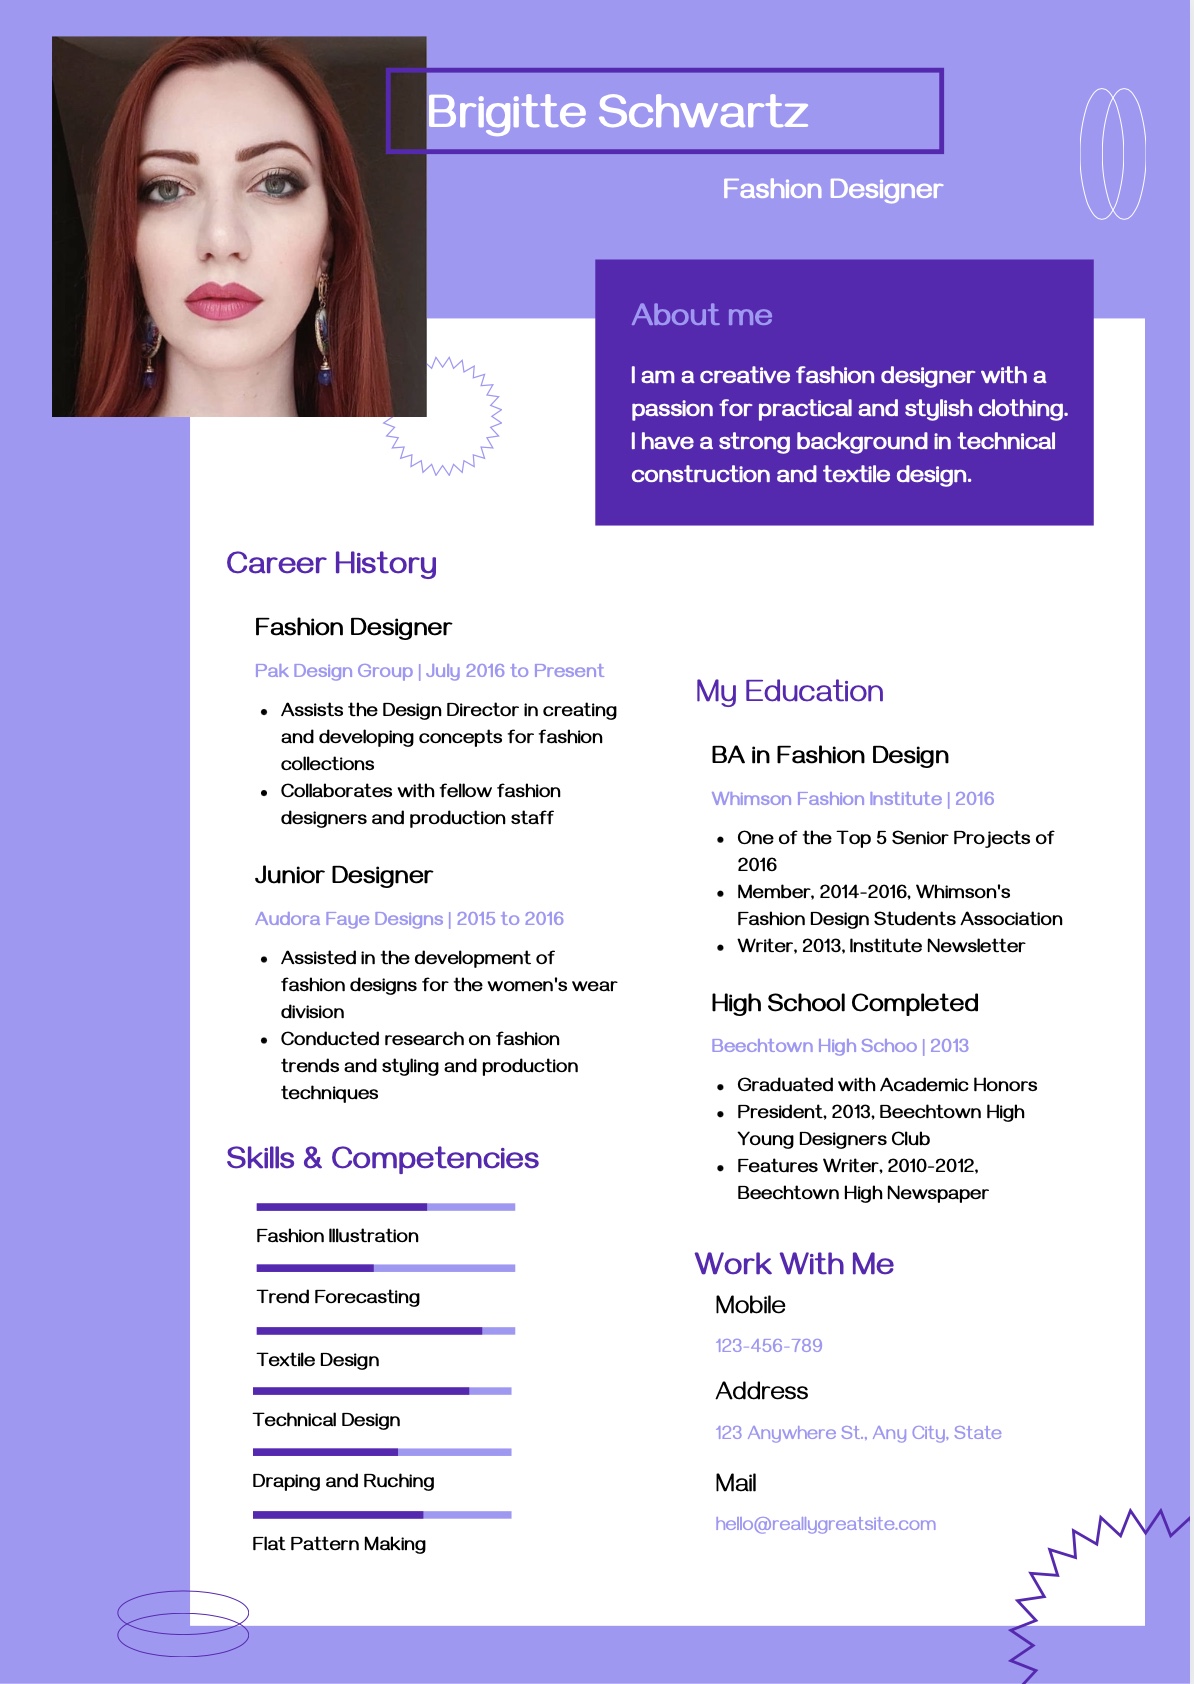 Brigitte Schwartz
Fashion Designer
About me
I am a creative fashion designer with a
passion for practical and stylish clothing.
I have a strong background in technical
construction and textile design.
Career History
Fashion Designer
Pak Design Group | July 2016 to Present
• Assists the Design Director in creating
and developing concepts for fashion
collections
• Collaborates with fellow fashion
designers and production staff
Junior Designer
Audora Faye Designs | 2015 to 2016
• Assisted in the development of
fashion designs for the women's wear
division
• Conducted research on fashion
trends and styling and production
techniques
Skills & Competencies
Fashion Illustration
Trend Forecasting
Textile Design
Technical Design
Draping and Ruching
Flat Pattern Making
My Education
BA in Fashion Design
Whimson Fashion Institute | 2016
• One of the Top 5 Senior Projects of
2016
• Member, 2014-2016, Whimson's
Fashion Design Students Association
• Writer, 2013, Institute Newsletter
High School Completed
Beechtown High Schoo | 2013
• Graduated with Academic Honors
• President, 2013, Beechtown High
Young Designers Club
• Features Writer, 2010-2012,
Beechtown High Newspaper
Work With Me
Mobile
123-456-789
Address
123 Anywhere St., Any City, State
Mail
hello@reallygreatsite.com